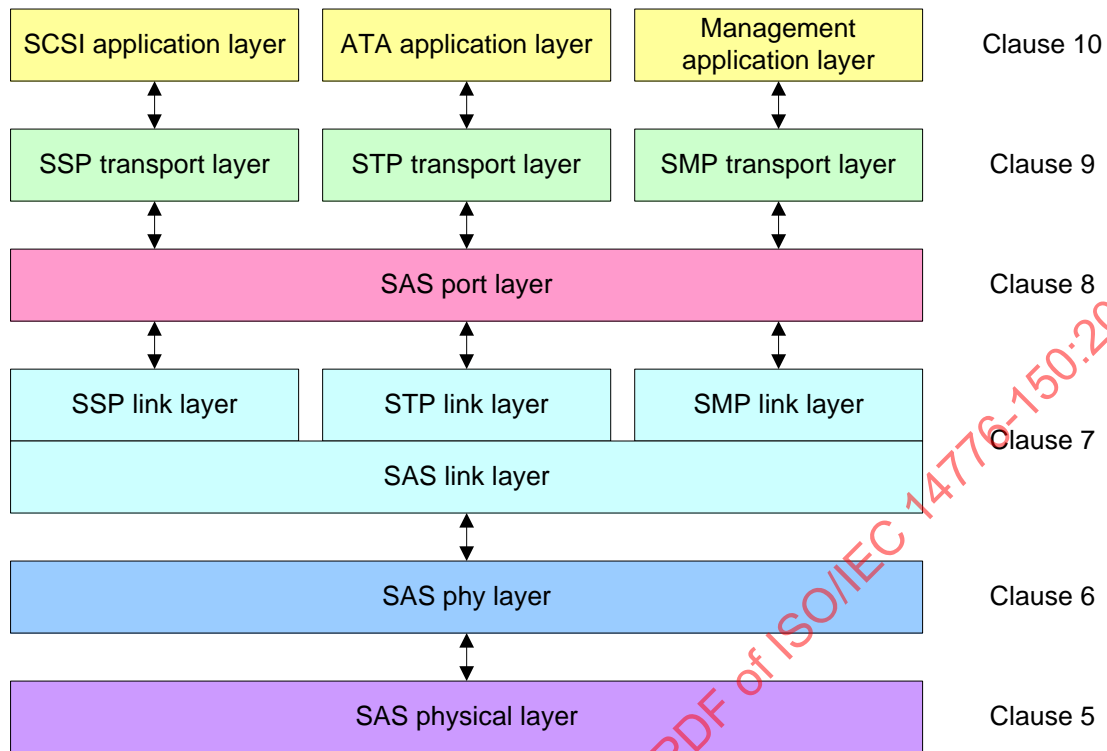 SCSI application layer
ATA application layer
Management
application layer
Clause 10
SSP transport layer
STP transport layer
SMP transport layer
Clause 9
SAS port layer
Clause 8
SSP link layer
STP link layer
SMP link layer
Clause 7
SAS link layer
SAS phy layer
Clause 6
SAS physical layer
Clause 5
PDF of ISO/IEC 14776-150:20